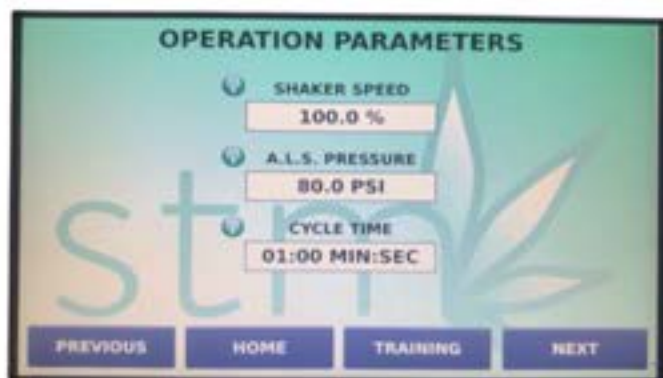 OPERATION PARAMETERS
SHAKER SPEED
100.0 %
A.L.S. PRESSURE
80.0 PSI
CYCLE TIME
01:00 MIN:SEC
stm
PREVIOUS HOME TRAINING NEXT